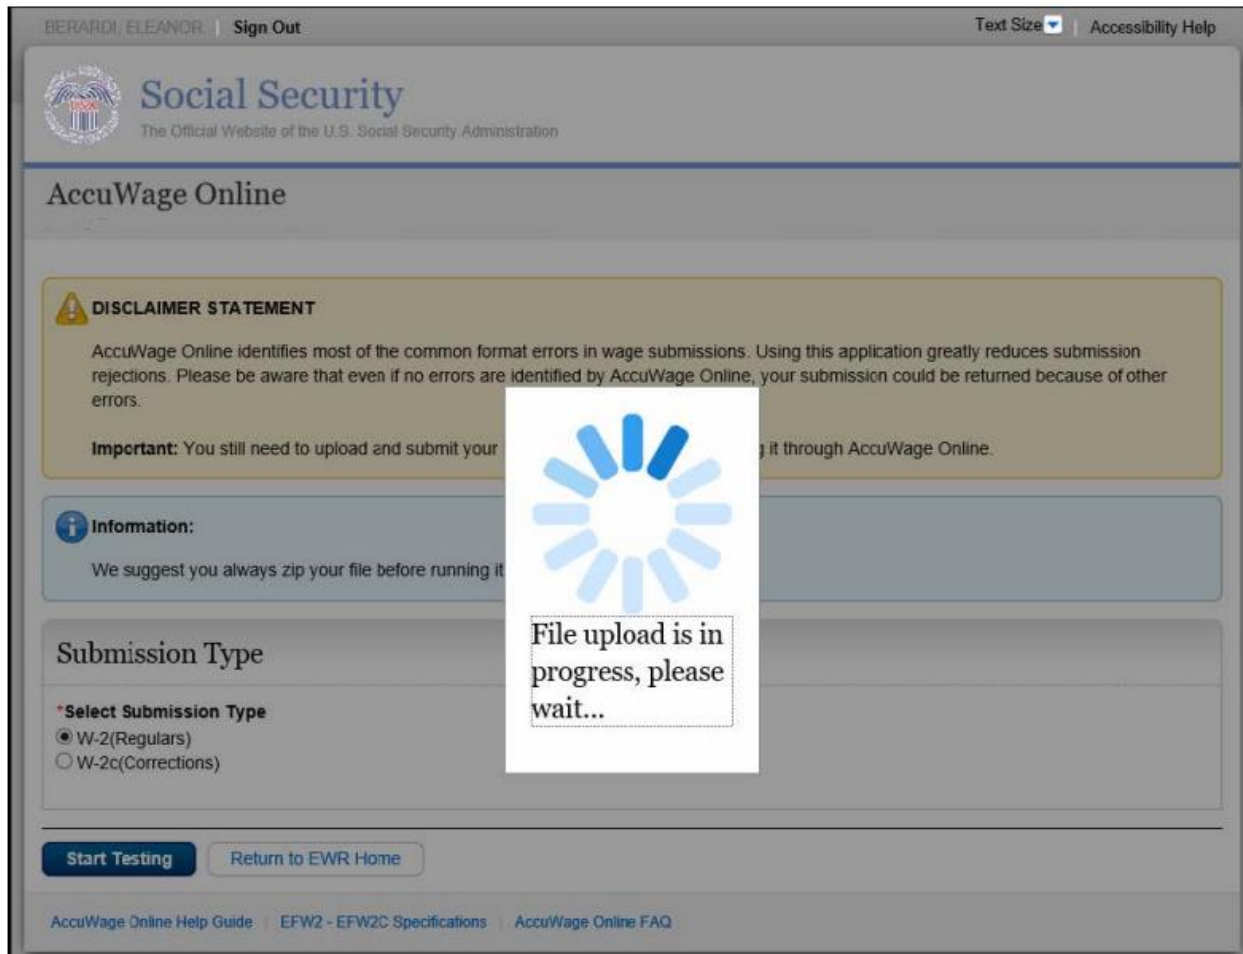 BERARDI, ELEANOR | Sign Out Text Size | Accessibility Help
USA
Social Security
The Official Website of the U.S. Social Security Administration
AccuWage Online
DISCLAIMER STATEMENT
AccuWage Online identifies most of the common format errors in wage submissions. Using this application greatly reduces submission
rejections. Please be aware that even if no errors are identified by AccuWage Online, your submission could be returned because of other
errors.
Important: You still need to upload and submit your
it through AccuWage Online.
Information:
We suggest you always zip your file before running it
File upload is in
progress, please
wait...
Submission Type
*Select Submission Type
W-2(Regulars)
W-2c(Corrections)
Start Testing Return to EWR Home
AccuWage Online Help Guide | EFW2 - EFW2C Specifications | AccuWage Online FAQ